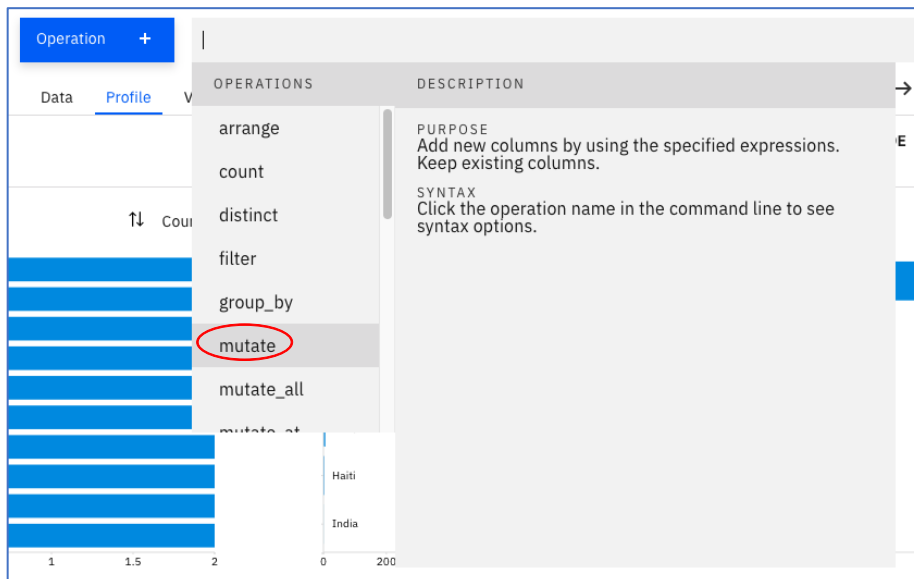 Operation +
OPERATIONS
DESCRIPTION
Data Profile V
arrange
count
distinct
filter
group_by
mutate
mutate_all
mutate_at
PURPOSE
Add new columns by using the specified expressions.
Keep existing columns.
SYNTAX
Click the operation name in the command line to see
syntax options.
E
Cour
Haiti
India
1 1.5 2
0 200